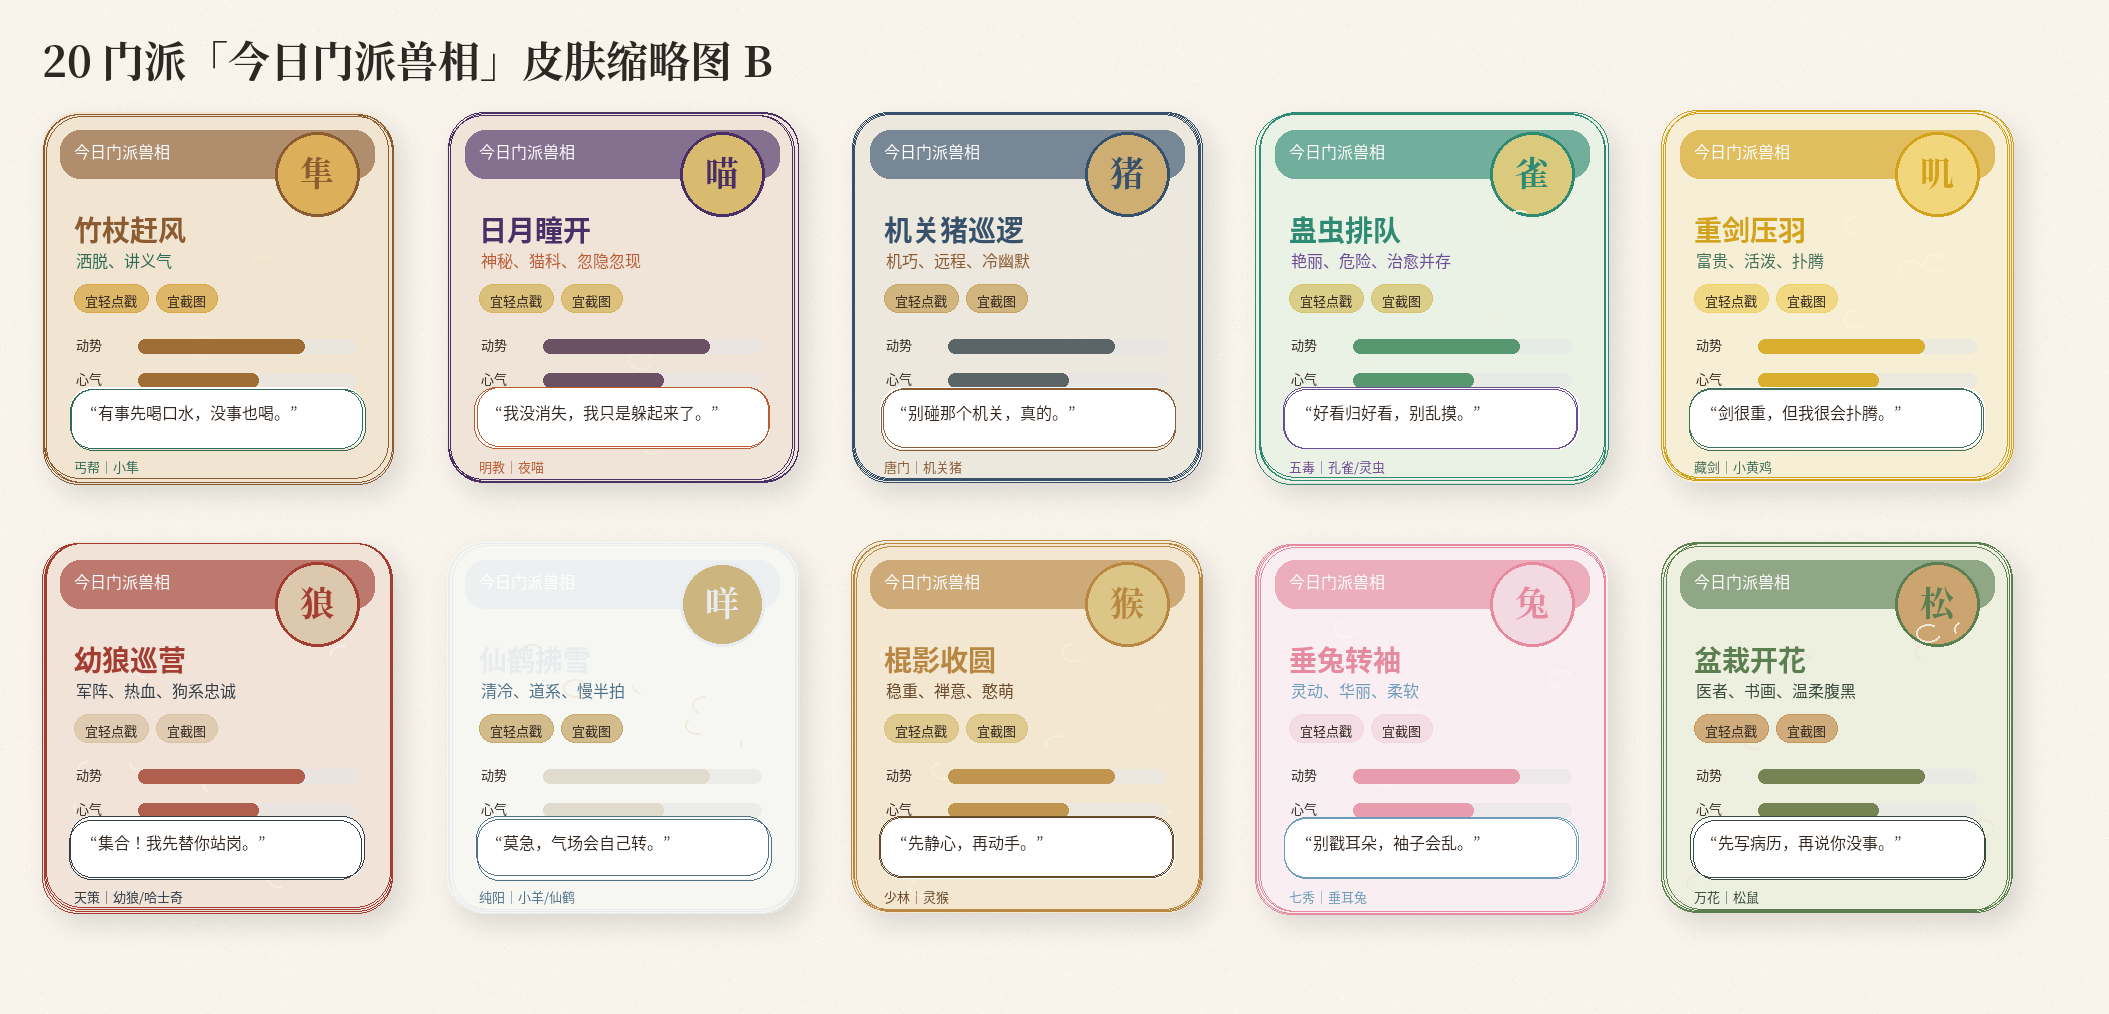 20 门派「今日门派兽相」皮肤缩略图 B
今日门派兽相
隼
竹杖赶风
洒脱、讲义气
宜轻点戳 宜截图
动势
心气
“有事先喝口水，没事也喝。”
丐帮｜小隼
今日门派兽相
喵
日月瞳开
神秘、猫科、忽隐忽现
宜轻点戳 宜截图
动势
心气
“我没消失，我只是躲起来了。”
明教｜夜喵
今日门派兽相
猪
机关猪巡逻
机巧、远程、冷幽默
宜轻点戳 宜截图
动势
心气
“别碰那个机关，真的。”
唐门｜机关猪
今日门派兽相
雀
蛊虫排队
艳丽、危险、治愈并存
宜轻点戳 宜截图
动势
心气
“好看归好看，别乱摸。”
五毒｜孔雀/灵虫
今日门派兽相
叽
重剑压羽
富贵、活泼、扑腾
宜轻点戳 宜截图
动势
心气
“剑很重，但我很会扑腾。”
藏剑｜小黄鸡
今日门派兽相
狼
幼狼巡营
军阵、热血、狗系忠诚
宜轻点戳 宜截图
动势
心气
“集合！我先替你站岗。”
天策｜幼狼/哈士奇
今日门派兽相
咩
仙鹤拂雪
清冷、道系、慢半拍
宜轻点戳 宜截图
动势
心气
“莫急，气场会自己转。”
纯阳｜小羊/仙鹤
今日门派兽相
猴
棍影收圆
稳重、禅意、憨萌
宜轻点戳 宜截图
动势
心气
“先静心，再动手。”
少林｜灵猴
今日门派兽相
兔
垂兔转袖
灵动、华丽、柔软
宜轻点戳 宜截图
动势
心气
“别戳耳朵，袖子会乱。”
七秀｜垂耳兔
今日门派兽相
松
盆栽开花
医者、书画、温柔腹黑
宜轻点戳 宜截图
动势
心气
“先写病历，再说你没事。”
万花｜松鼠